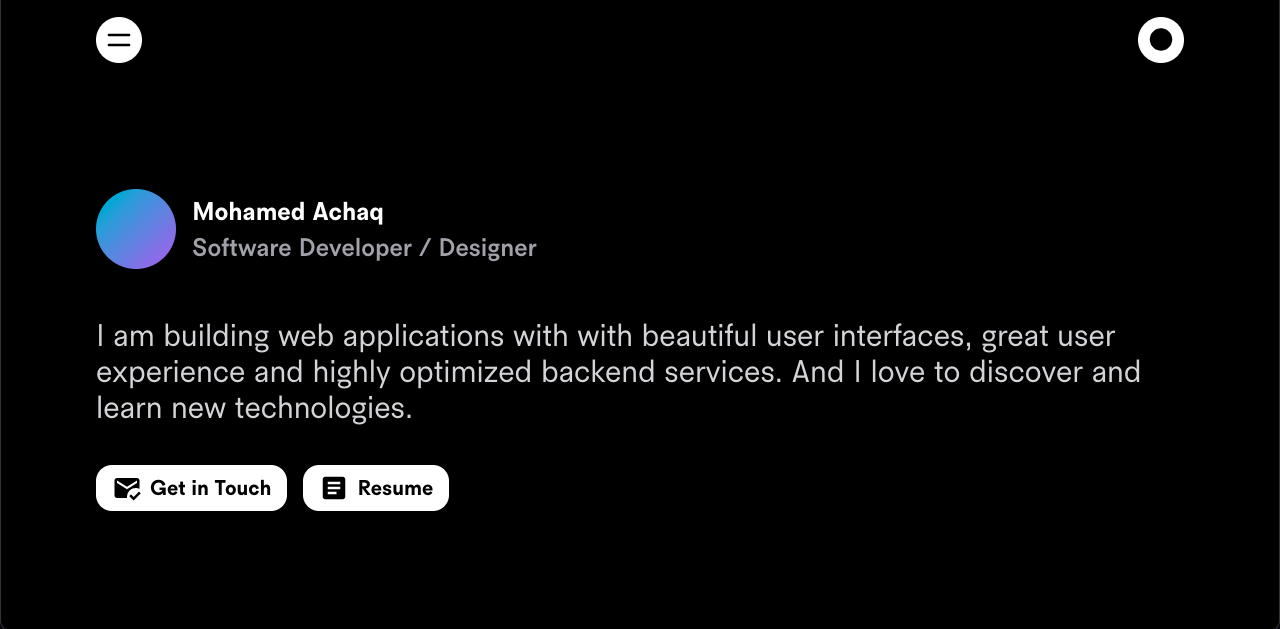 Mohamed Achaq
Software Developer / Designer
I am building web applications with with beautiful user interfaces, great user
experience and highly optimized backend services. And I love to discover and
learn new technologies.
Get in Touch
Resume